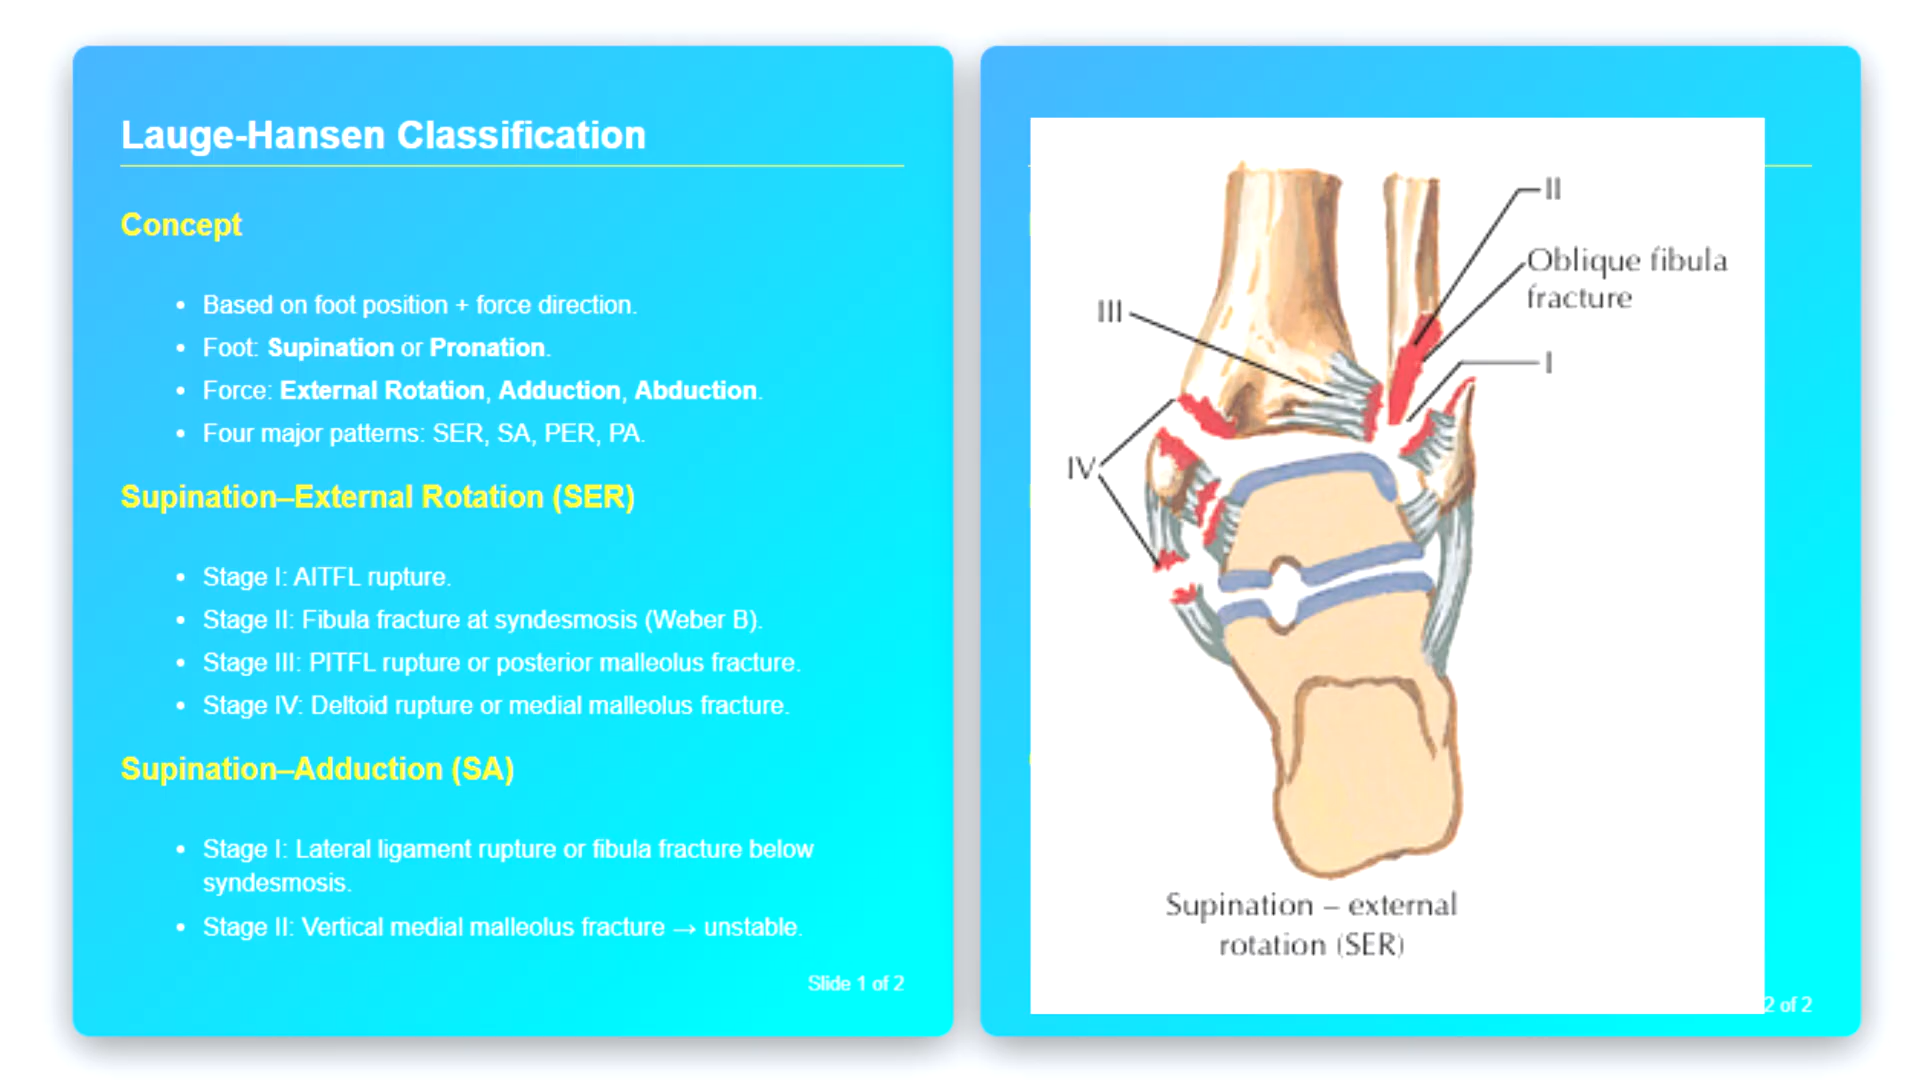 Lauge-Hansen Classification
Concept
• Based on foot position + force direction.
• Foot: Supination or Pronation.
• Force: External Rotation, Adduction, Abduction.
• Four major patterns: SER, SA, PER, PA.
Supination–External Rotation (SER)
• Stage I: AITFL rupture.
• Stage II: Fibula fracture at syndesmosis (Weber B).
• Stage III: PITFL rupture or posterior malleolus fracture.
• Stage IV: Deltoid rupture or medial malleolus fracture.
Supination–Adduction (SA)
• Stage I: Lateral ligament rupture or fibula fracture below
syndesmosis.
• Stage II: Vertical medial malleolus fracture → unstable.
Slide 1 of 2
II
Oblique fibula
fracture
III
I
IV
Supination – external
rotation (SER)
2 of 2